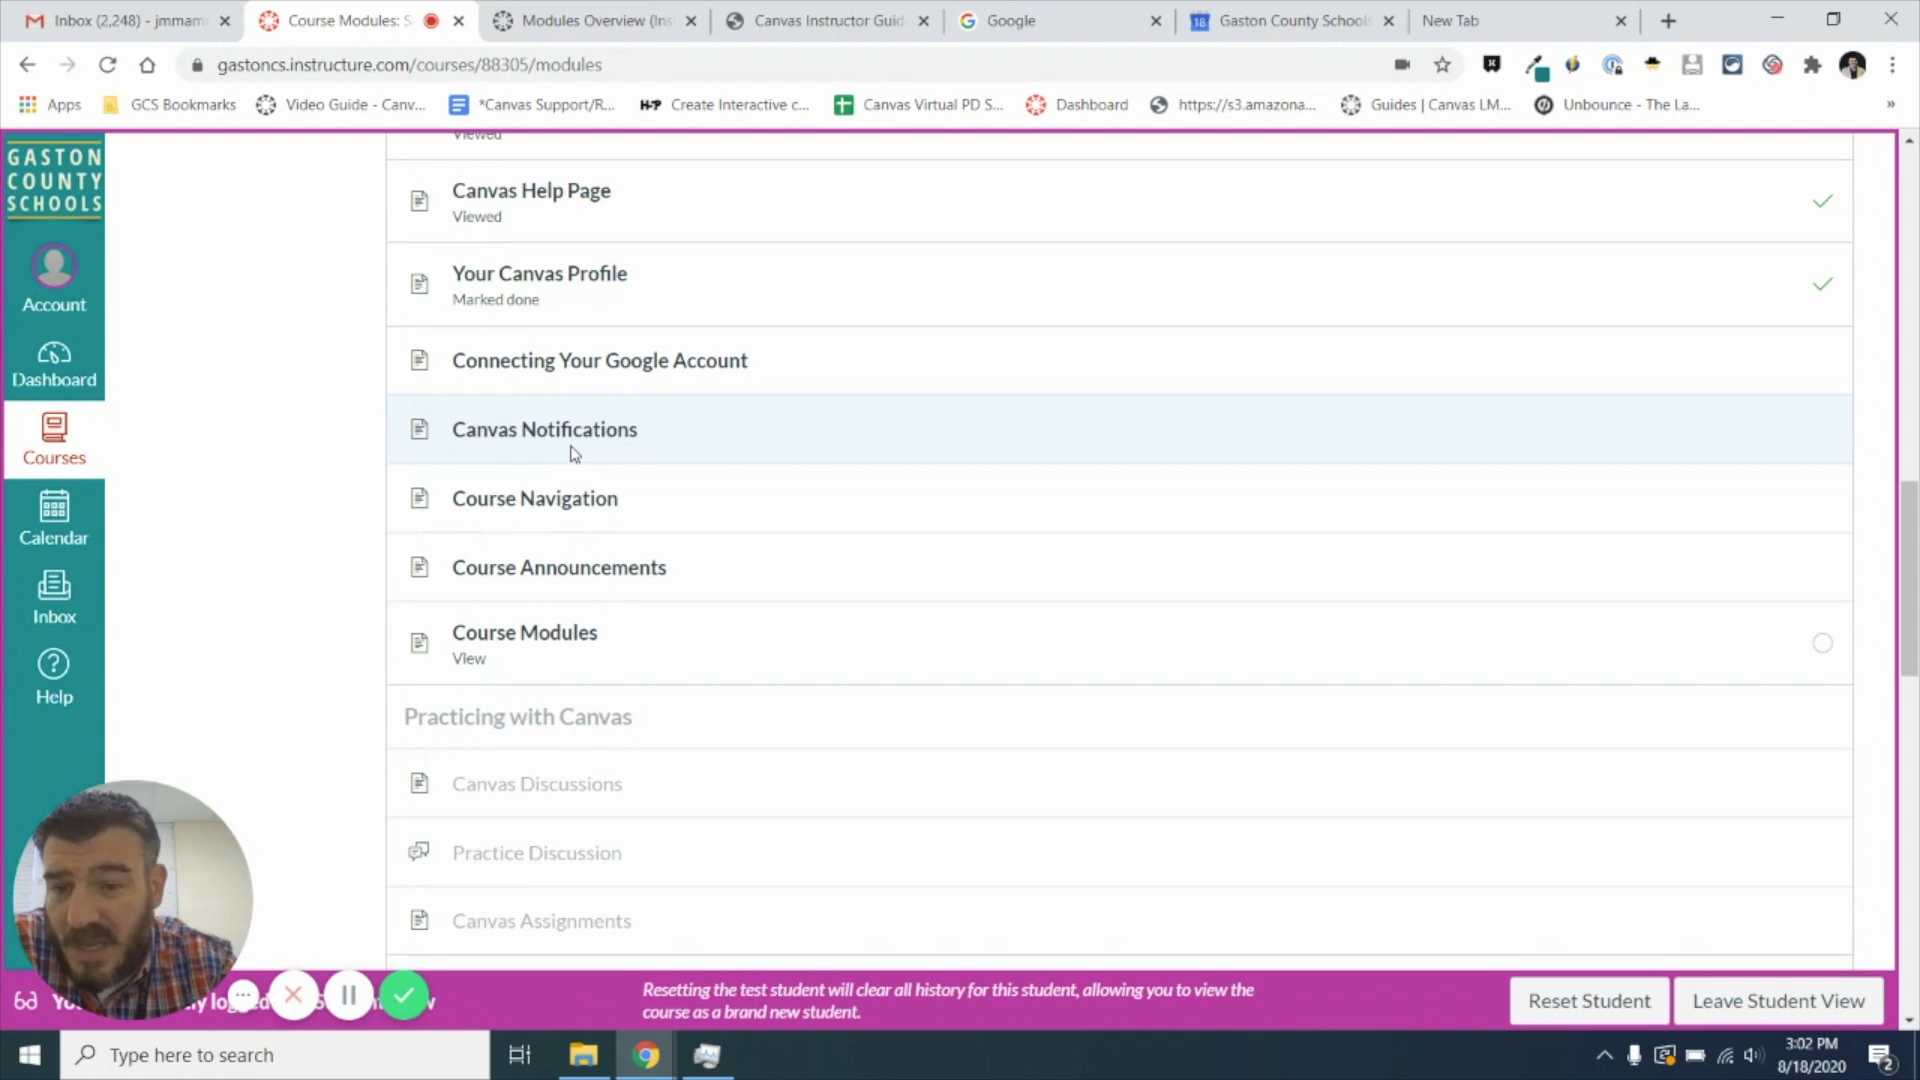 Inbox (2,248) - jmmam
Course Modules: S
Modules Overview (Ins
Canvas Instructor Guid
Google
18
Gaston County Schools
New Tab
gastoncs.instructure.com/courses/88305/modules
Apps
GCS Bookmarks
Video Guide - Canv...
*Canvas Support/R...
H-P
Create Interactive c...
Canvas Virtual PD S...
Dashboard
https://s3.amazona...
Guides | Canvas LM...
Unbounce - The La...
»
GASTON
COUNTY
SCHOOLS
Account
Dashboard
Courses
Calendar
Inbox
Help
Viewed
Canvas Help Page
Viewed
Your Canvas Profile
Marked done
Connecting Your Google Account
Canvas Notifications
Course Navigation
Course Announcements
Course Modules
View
Practicing with Canvas
Canvas Discussions
Practice Discussion
Canvas Assignments
Resetting the test student will clear all history for this student, allowing you to view the
course as a brand new student.
Reset Student
Leave Student View
Type here to search
3:02 PM
8/18/2020
2